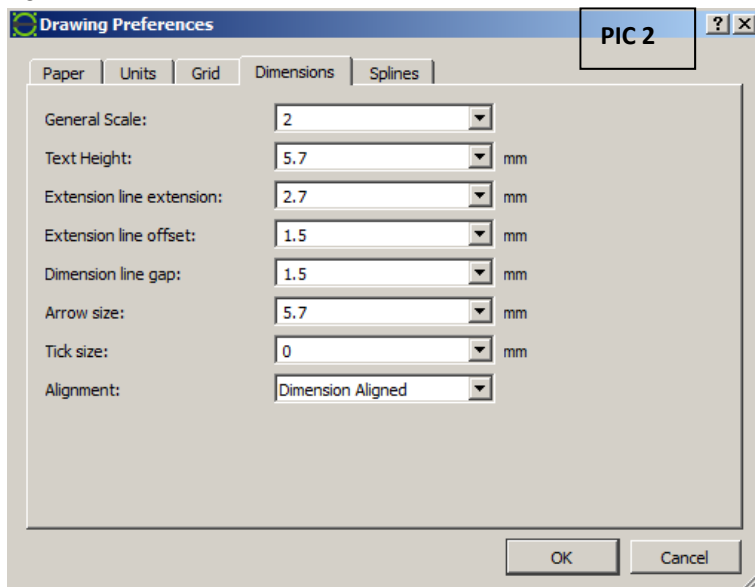 Drawing Preferences
PIC 2
Paper Units Grid Dimensions Splines
General Scale: 2
Text Height: 5.7 mm
Extension line extension: 2.7 mm
Extension line offset: 1.5 mm
Dimension line gap: 1.5 mm
Arrow size: 5.7 mm
Tick size: 0 mm
Alignment: Dimension Aligned
OK Cancel